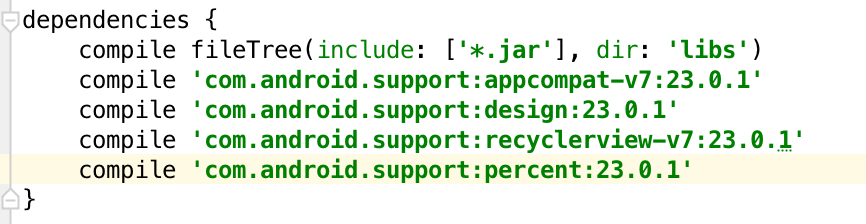 dependencies {
    compile fileTree(include: ['*.jar'], dir: 'libs')
    compile 'com.android.support:appcompat-v7:23.0.1'
    compile 'com.android.support:design:23.0.1'
    compile 'com.android.support:recyclerview-v7:23.0.1'
    compile 'com.android.support:percent:23.0.1'
}